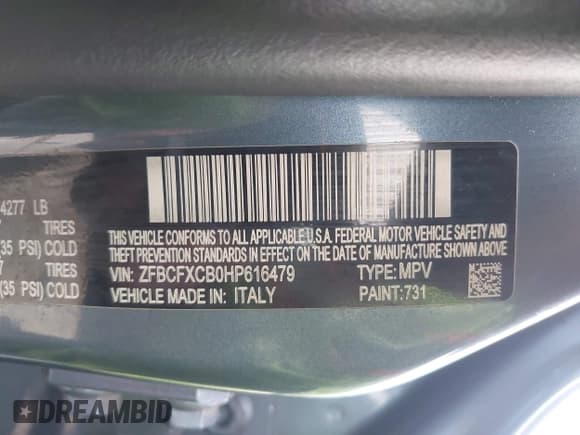 4277 LB
TIRES
(35 PSI) COLD
TIRES
(35 PSI) COLD
THIS VEHICLE CONFORMS TO ALL APPLICABLE U.S.A. FEDERAL MOTOR VEHICLE SAFETY AND
THEFT PREVENTION STANDARDS IN EFFECT ON THE DATE OF MANUFACTURE SHOWN ABOVE
VIN: ZFBCFXCB0HP616479 TYPE: MPV
VEHICLE MADE IN: ITALY PAINT: 731
DREAMBID